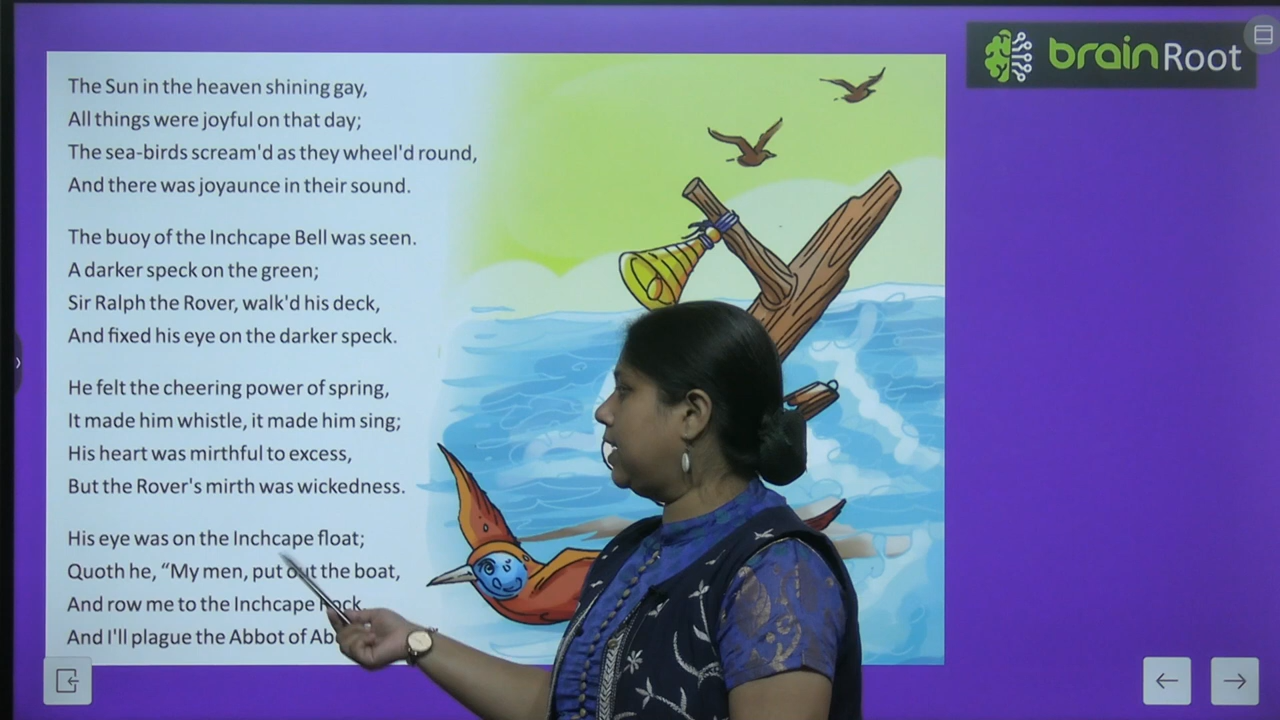 brainRoot
The Sun in the heaven shining gay,
All things were joyful on that day;
The sea-birds scream'd as they wheel'd round,
And there was joyaunce in their sound.
The buoy of the Inchcape Bell was seen.
A darker speck on the green;
Sir Ralph the Rover, walk'd his deck,
And fixed his eye on the darker speck.
He felt the cheering power of spring,
It made him whistle, it made him sing;
His heart was mirthful to excess,
But the Rover's mirth was wickedness.
His eye was on the Inchcape float;
Quoth he, “My men, put out the boat,
And row me to the Inchcape Rock
And I'll plague the Abbot of